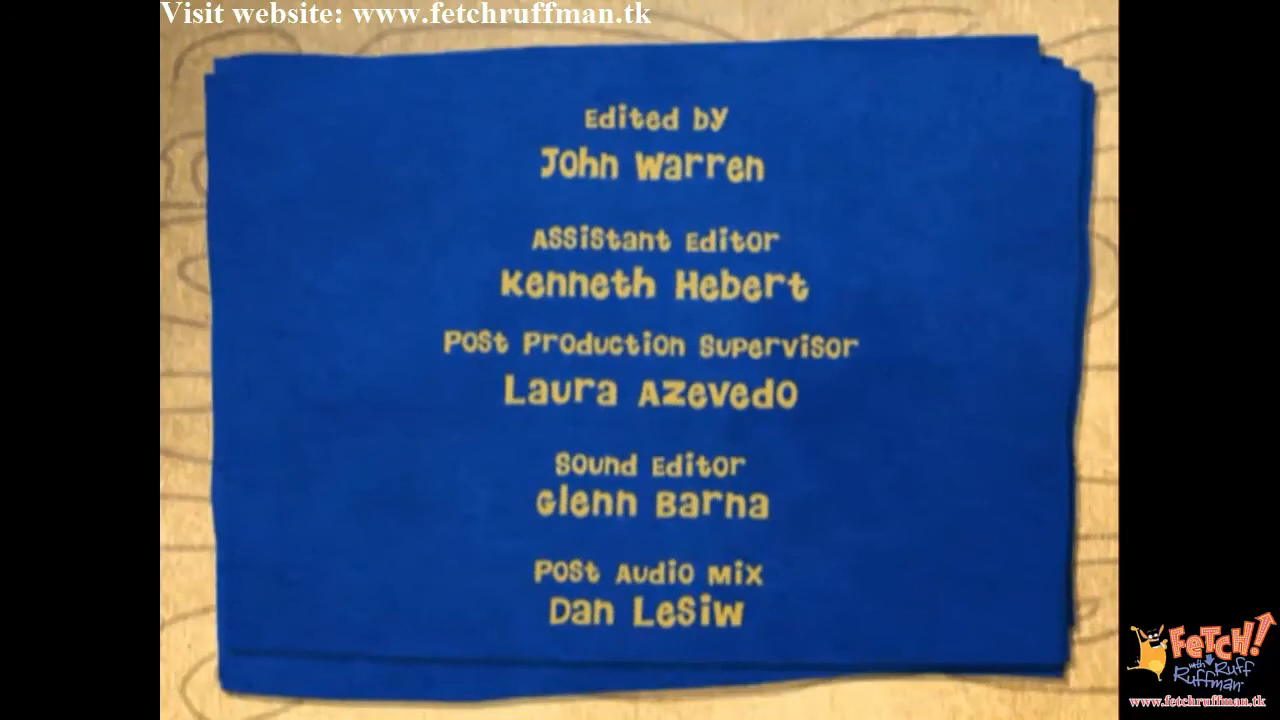 Visit website: www.fetchruffman.tk
Edited by
John Warren
Assistant Editor
Kenneth Hebert
Post Production Supervisor
Laura Azevedo
Sound Editor
Glenn Barna
Post Audio Mix
Dan LeSiw
FETCH!
with Ruff
Ruffman
www.fetchruffman.tk